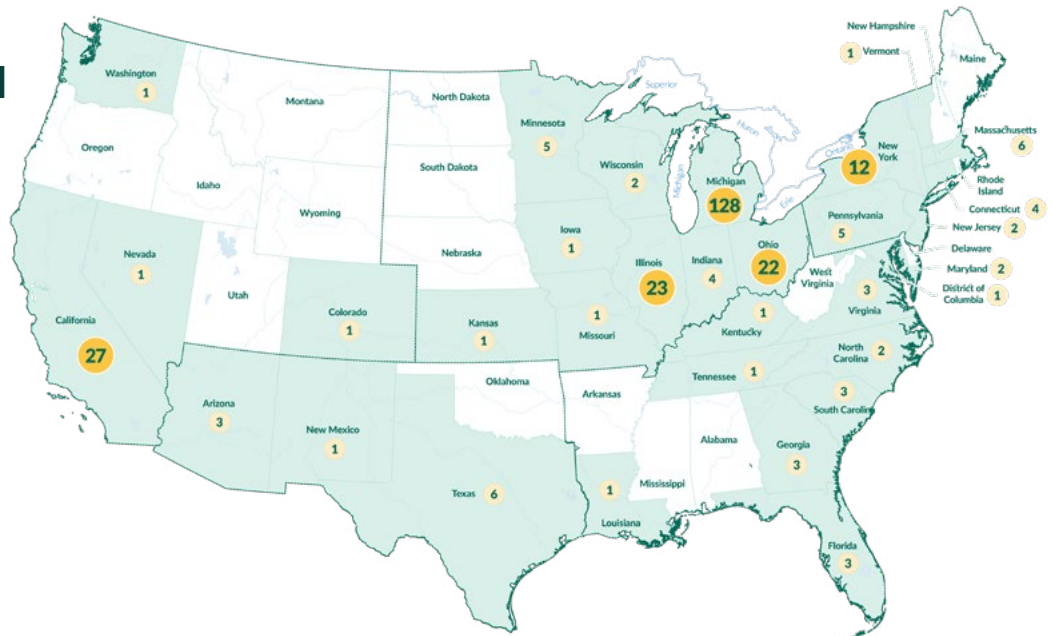 New Hampshire
1 Vermont
Maine
Washington
1
Superior
Montana
North Dakota
Minnesota
5
Huron
Massachusetts
6
Oregon
Ontario
New
York
12
South Dakota
Wisconsin
2
Michigan
Michigan
128
Erie
Rhode
Island
Idaho
Connecticut 4
Wyoming
Pennsylvania
5
New Jersey 2
Iowa
1
Delaware
Nevada
1
Nebraska
Illinois
23
Indiana
4
Ohio
22
West
Virginia
Maryland 2
District of
Columbia 1
Utah
3
Virginia
California
27
Colorado
1
Kansas
1
1
Missouri
1
Kentucky
North
Carolina 2
Oklahoma
Arkansas
Tennessee 1
3
South Carolina
Arizona
3
New Mexico
1
Alabama
Georgia
3
Texas 6
1
Louisiana
Mississippi
Florida
3